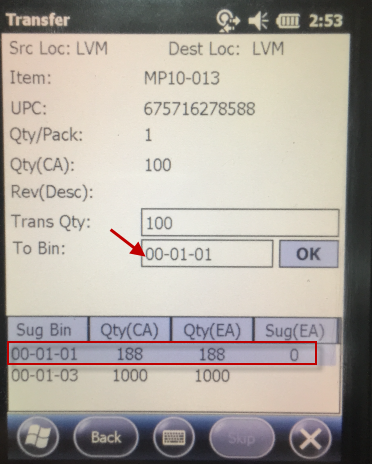 Transfer 2:53
Src Loc: LVM Dest Loc: LVM
Item: MP10-013
UPC: 675716278588
Qty/Pack: 1
Qty(CA): 100
Rev(Desc):
Trans Qty: 100
To Bin: 00-01-01 OK
Sug Bin Qty(CA) Qty(EA) Sug(EA)
00-01-01 188 188 0
00-01-03 1000 1000
Back Skip